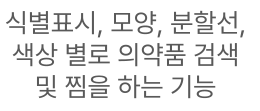 식별표시, 모양, 분할선,
색상 별로 의약품 검색
및 찜을 하는 기능